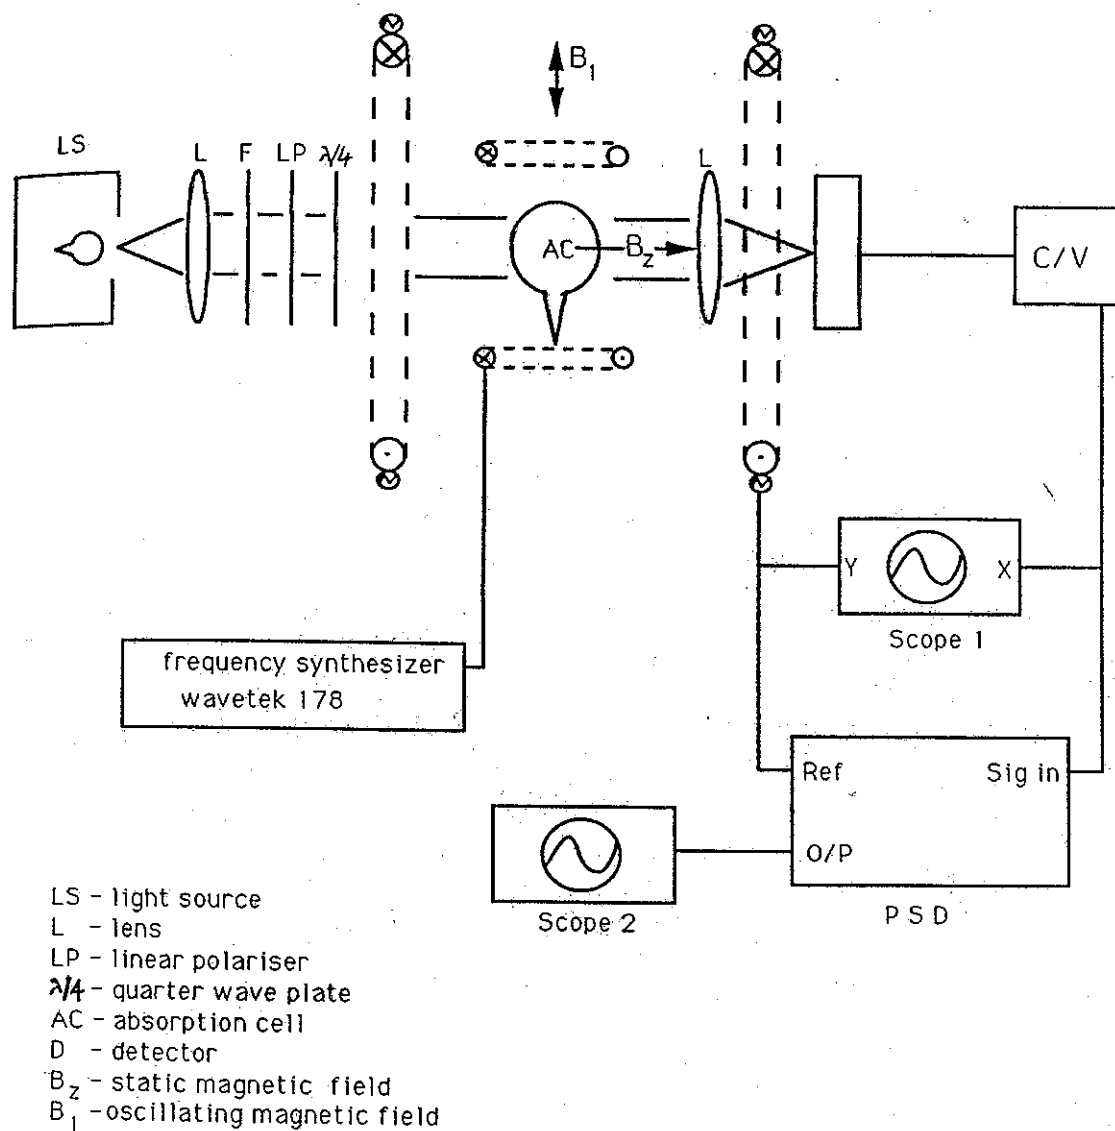 B₁
LS
L
F
LP
λ/4
L
AC
B_z
C/V
Y
X
Scope 1
frequency synthesizer
wavetek 178
Ref
Sig in
O/P
Scope 2
PSD
LS - light source
L - lens
LP - linear polariser
λ/4 - quarter wave plate
AC - absorption cell
D - detector
B_z - static magnetic field
B₁ - oscillating magnetic field